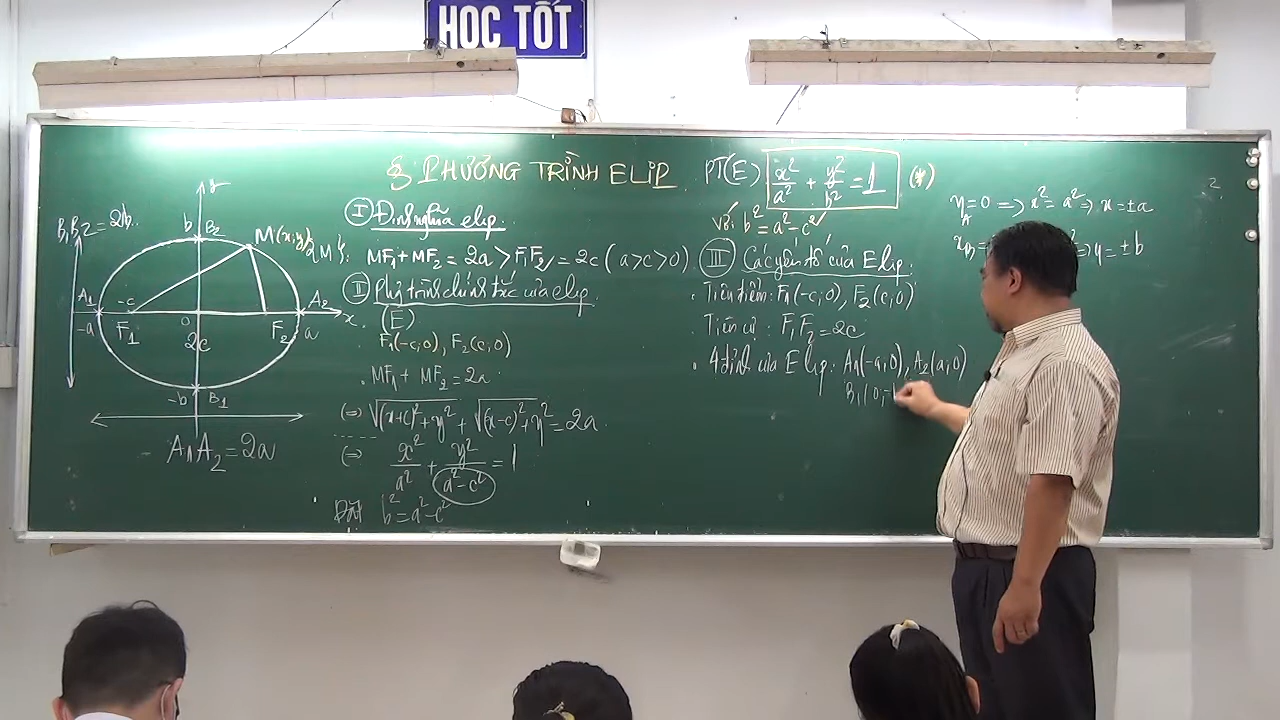 HỌC TỐT
§ PHƯƠNG TRÌNH ELIP
B₁B₂ = 2b
y
b
B₂
M(x;y)
A₁
-a
-c
F₁
0
2c
F₂
A₂
a
x
-b
B₁
A₁A₂ = 2a
Ⓘ Định nghĩa elip.
MF₁ + MF₂ = 2a > F₁F₂ = 2c (a > c > 0)
Ⓘ Ⓘ Phg trình chính tắc của elip.
(E)
F₁(-c,0), F₂(c,0)
. MF₁ + MF₂ = 2a
(⇒ √(x+c)² + y² + √(x-c)² + y² = 2a
(⇒ x²/a² + y²/(a² - c²) = 1
Đặt b² = a² - c²
PT(E) x²/a² + y²/b² = 1 (*)
Với b² = a² - c²
Ⓘ Ⓘ Ⓘ Các yếu tố của Elip:
. Tiêu điểm: F₁(-c;0), F₂(c,0)
. Tiêu cự : F₁F₂ = 2c
. 4 đỉnh của Elip: A₁(-a;0), A₂(a;0)
B₁(0;-b
y_A = 0 ⇒ x² = a² ⇒ x = ±a
⇒ y = ±b